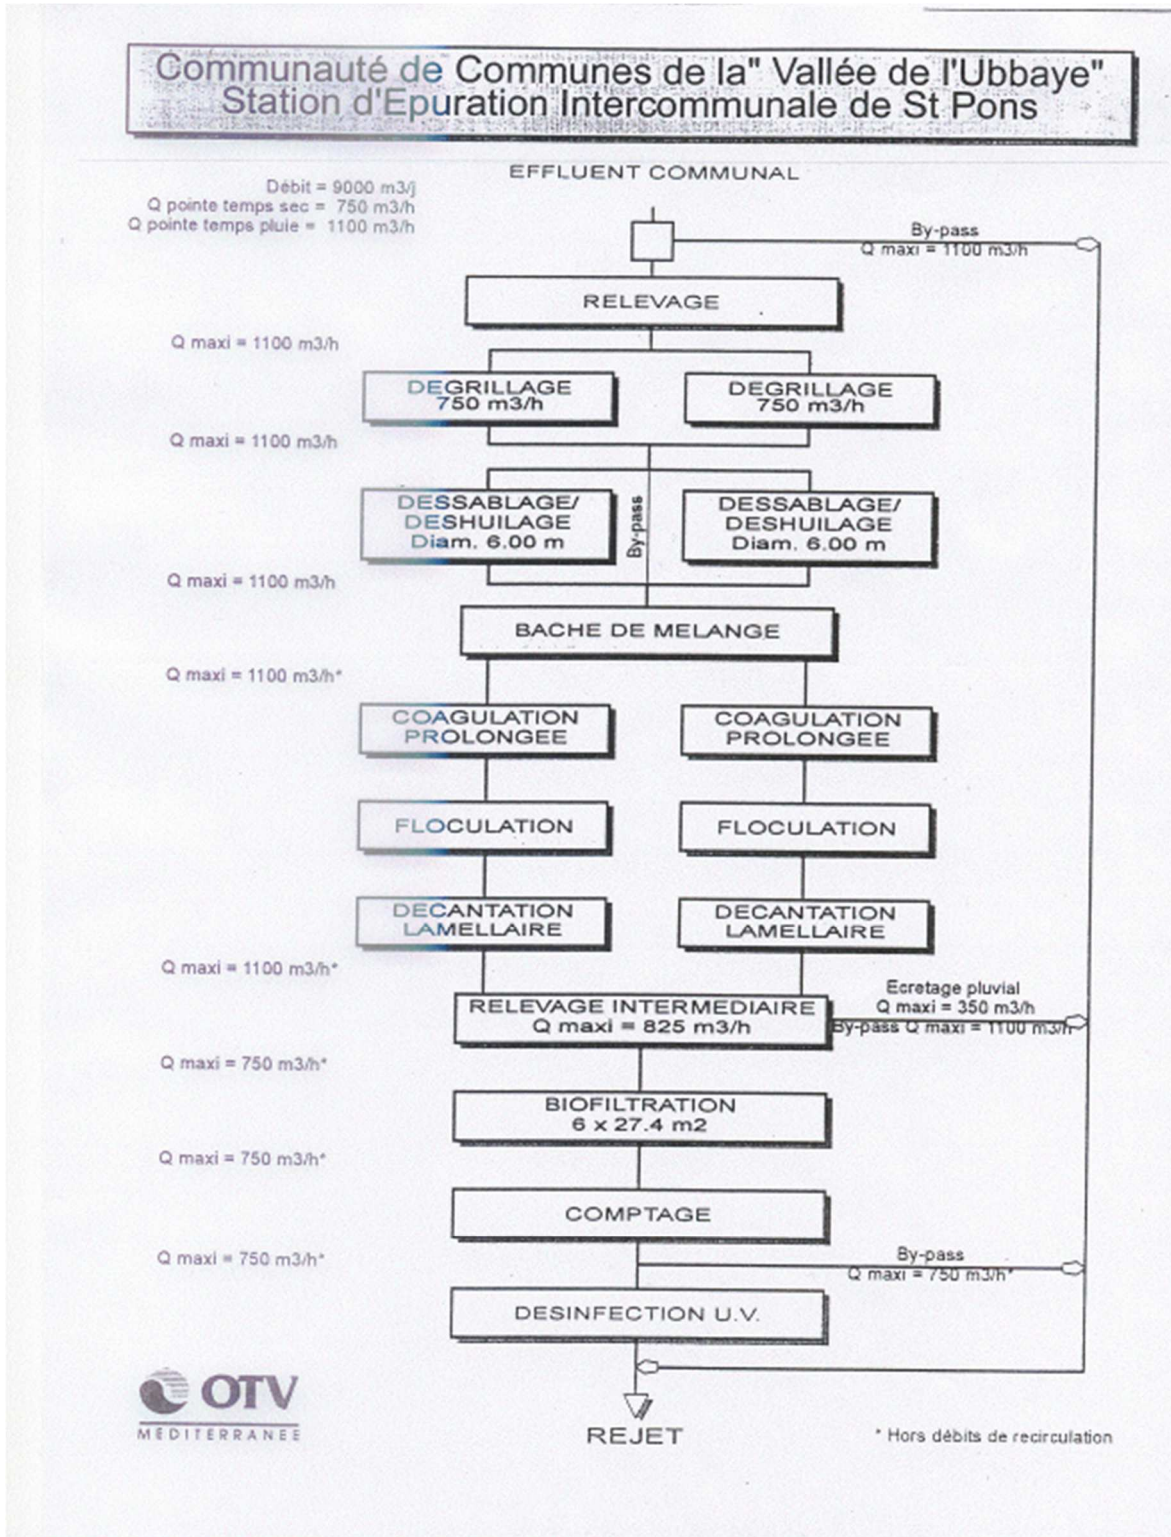 Communauté de Communes de la" Vallée de l'Ubbaye"
Station d'Epuration Intercommunale de St Pons
EFFLUENT COMMUNAL
Débit = 9000 m3/j
Q pointe temps sec = 750 m3/h
Q pointe temps pluie = 1100 m3/h
By-pass
Q maxi = 1100 m3/h
RELEVAGE
Q maxi = 1100 m3/h
DEGRILLAGE
750 m3/h
DEGRILLAGE
750 m3/h
Q maxi = 1100 m3/h
DESSABLAGE/
DESHUILAGE
Diam. 6.00 m
By-pass
DESSABLAGE/
DESHUILAGE
Diam. 6.00 m
Q maxi = 1100 m3/h
BACHE DE MELANGE
Q maxi = 1100 m3/h*
COAGULATION
PROLONGEE
COAGULATION
PROLONGEE
FLOCULATION
FLOCULATION
DECANTATION
LAMELLAIRE
DECANTATION
LAMELLAIRE
Q maxi = 1100 m3/h*
RELEVAGE INTERMEDIAIRE
Q maxi = 825 m3/h
Ecretage pluvial
Q maxi = 350 m3/h
By-pass Q maxi = 1100 m3/h
Q maxi = 750 m3/h*
BIOFILTRATION
6 x 27.4 m2
Q maxi = 750 m3/h*
COMPTAGE
Q maxi = 750 m3/h*
By-pass
Q maxi = 750 m3/h*
DESINFECTION U.V.
OTV
MÉDITERRANÉE
REJET
* Hors débits de recirculation